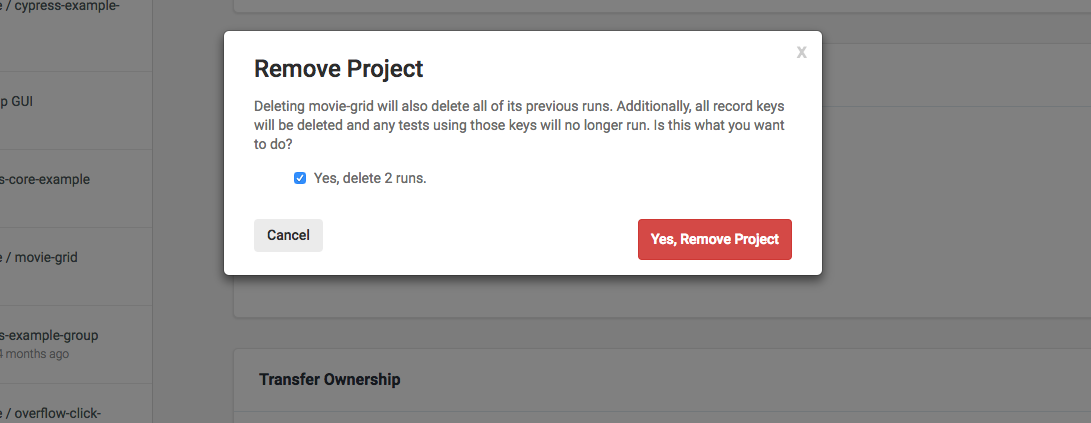 e / cypress-example-
Remove Project
X
Deleting movie-grid will also delete all of its previous runs. Additionally, all record keys
will be deleted and any tests using those keys will no longer run. Is this what you want
to do?
Yes, delete 2 runs.
Cancel
Yes, Remove Project
p GUI
s-core-example
e / movie-grid
s-example-group
4 months ago
e / overflow-click-
Transfer Ownership